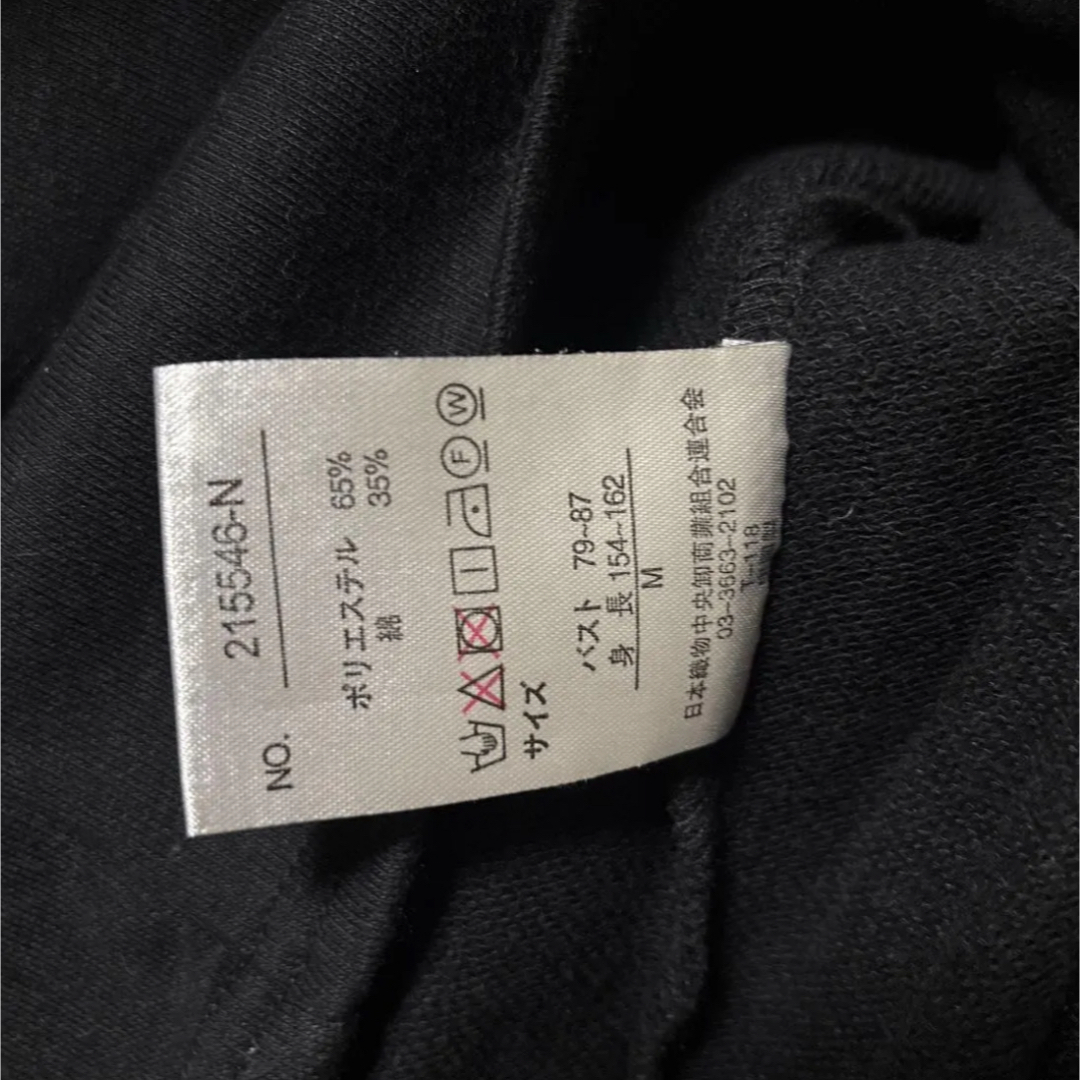 NO. 215546-N
ポリエステル 65%
綿 35%
F W
サイズ
バスト 79~87
身 長 154~162
M
日本織物中央卸商業組合連合会
03-3663-2102
T-118